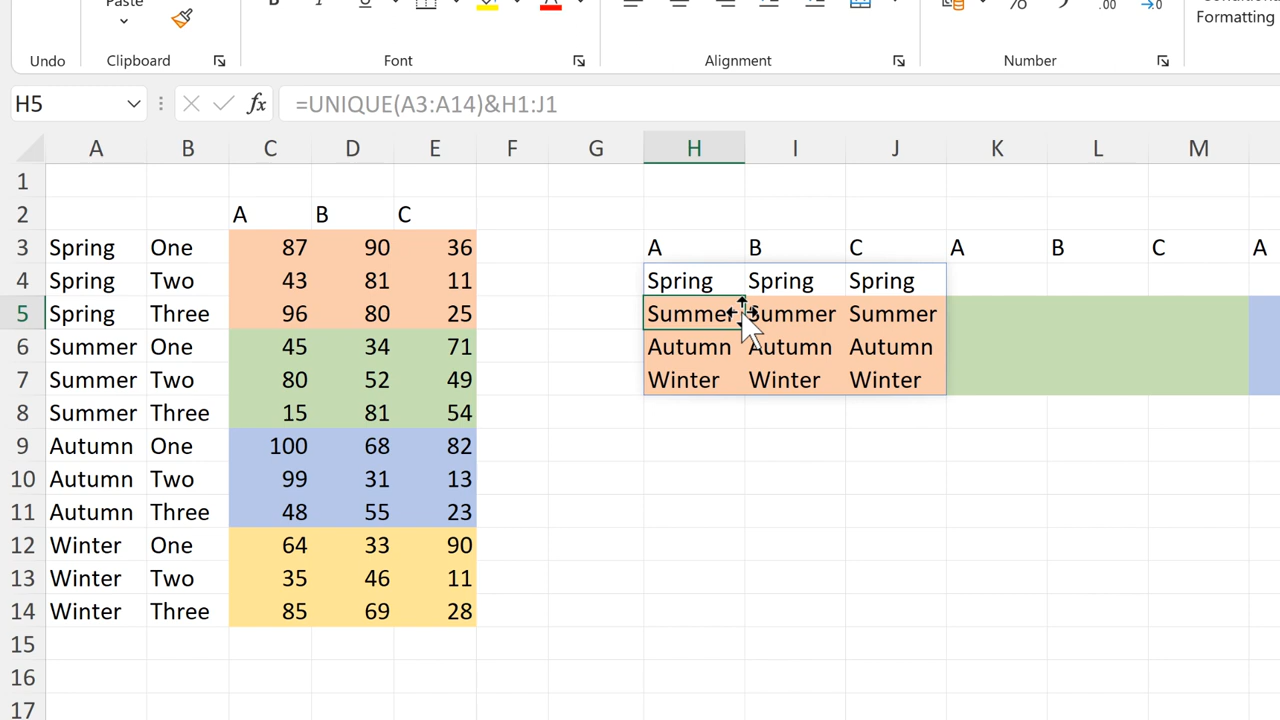 Paste
Conditional
B I U A % .00 →0
Formatting
Undo Clipboard Font Alignment Number
H5 fx =UNIQUE(A3:A14)&H1:J1
A B C D E F G H I J K L M
1
2 A B C
3 Spring One 87 90 36 A B C A B C A
4 Spring Two 43 81 11 Spring Spring Spring
5 Spring Three 96 80 25 Summer Summer Summer
6 Summer One 45 34 71 Autumn Autumn Autumn
7 Summer Two 80 52 49 Winter Winter Winter
8 Summer Three 15 81 54
9 Autumn One 100 68 82
10 Autumn Two 99 31 13
11 Autumn Three 48 55 23
12 Winter One 64 33 90
13 Winter Two 35 46 11
14 Winter Three 85 69 28
15
16
17